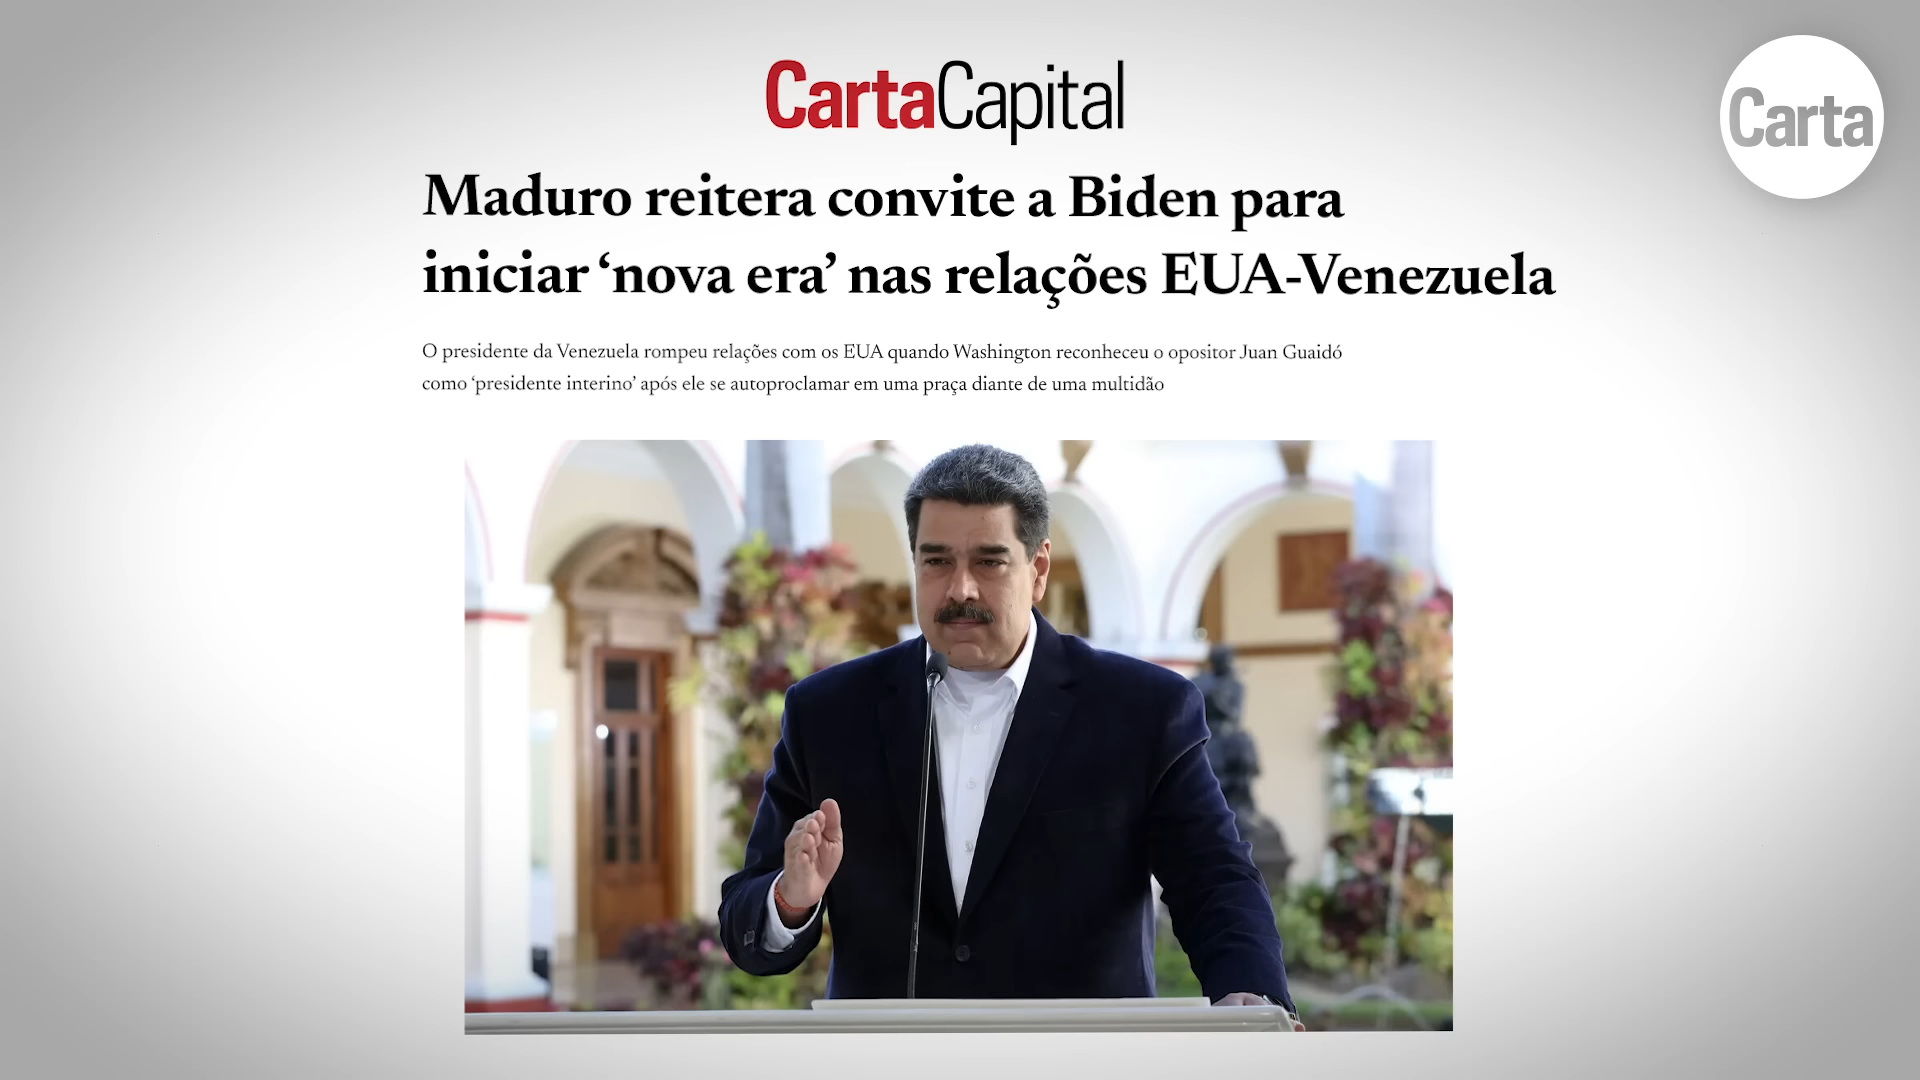 CartaCapital
Carta
Maduro reitera convite a Biden para
iniciar ‘nova era’ nas relações EUA-Venezuela
O presidente da Venezuela rompeu relações com os EUA quando Washington reconheceu o opositor Juan Guaidó
como ‘presidente interino’ após ele se autoproclamar em uma praça diante de uma multidão